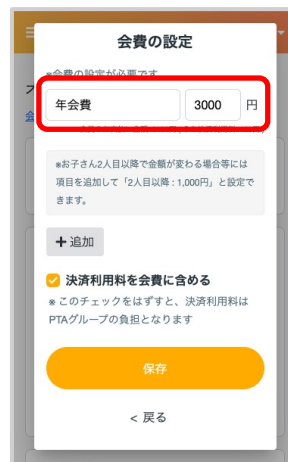 会費の設定
※会費の設定が必要です
年会費 3000 円
※お子さん2人目以降で金額が変わる場合等には
項目を追加して「2人目以降：1,000円」と設定で
きます。
+ 追加
決済利用料を会費に含める
※ このチェックをはずすと、決済利用料は
PTAグループの負担となります
保存
< 戻る